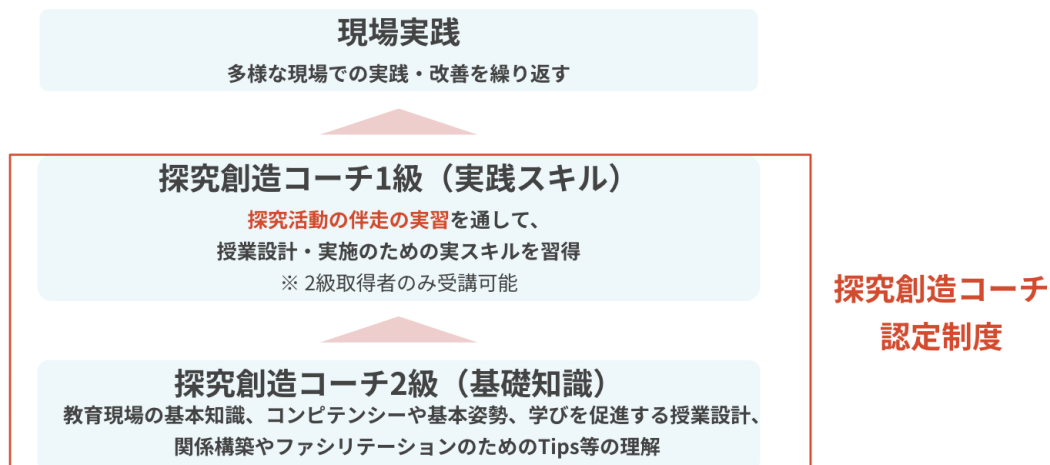 現場実践
多様な現場での実践・改善を繰り返す
探究創造コーチ1級（実践スキル）
探究活動の伴走の実習を通して、
授業設計・実施のための実スキルを習得
※ 2級取得者のみ受講可能
探究創造コーチ
認定制度
探究創造コーチ2級（基礎知識）
教育現場の基本知識、コンピテンシーや基本姿勢、学びを促進する授業設計、
関係構築やファシリテーションのためのTips等の理解